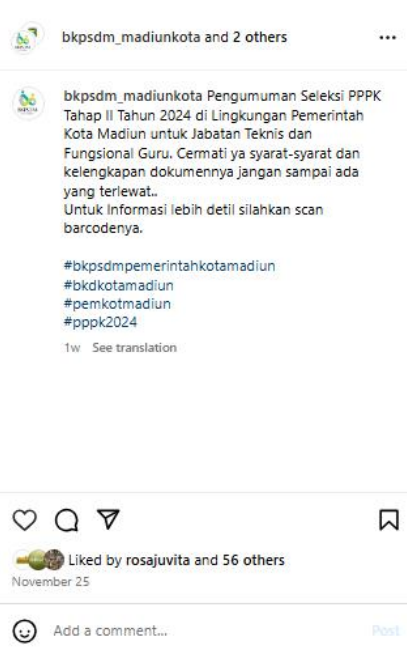 bkpsdm_madiunkota and 2 others
bkpsdm_madiunkota Pengumuman Seleksi PPPK
Tahap II Tahun 2024 di Lingkungan Pemerintah
Kota Madiun untuk Jabatan Teknis dan
Fungsional Guru. Cermati ya syarat-syarat dan
kelengkapan dokumennya jangan sampai ada
yang terlewat..
Untuk Informasi lebih detil silahkan scan
barcodenya.
#bkpsdmpemerintahkotamadiun
#bkdkotamadiun
#pemkotmadiun
#pppk2024
1w See translation
Liked by rosajuvita and 56 others
November 25
Add a comment...
Post